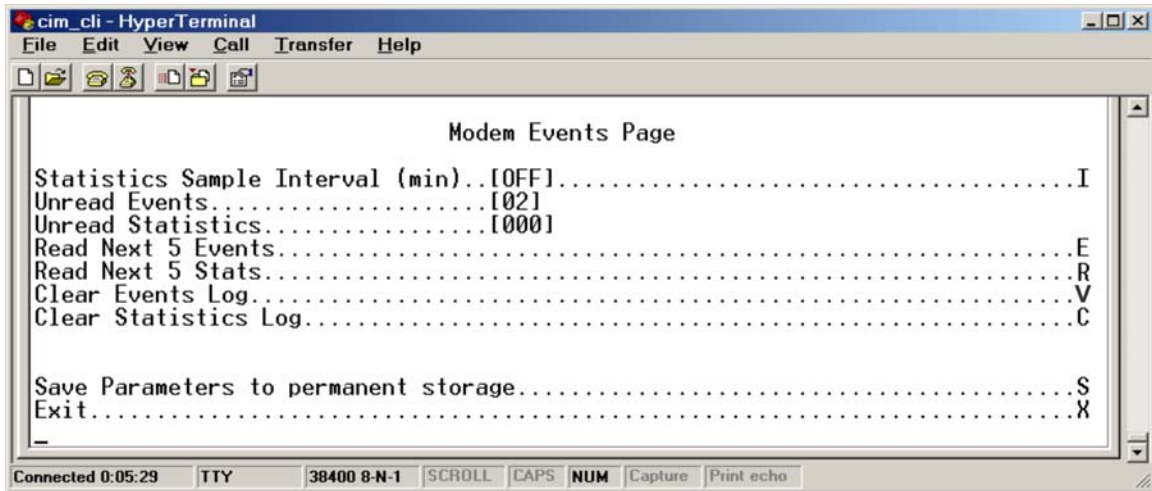 cim_cli - HyperTerminal
File Edit View Call Transfer Help
Modem Events Page
Statistics Sample Interval (min)..[OFF].......................................I
Unread Events.....................[02]
Unread Statistics.................[000]
Read Next 5 Events............................................................E
Read Next 5 Stats.............................................................R
Clear Events Log..............................................................V
Clear Statistics Log..........................................................C
Save Parameters to permanent storage..........................................S
Exit..........................................................................X
_
Connected 0:05:29 TTY 38400 8-N-1 SCROLL CAPS NUM Capture Print echo